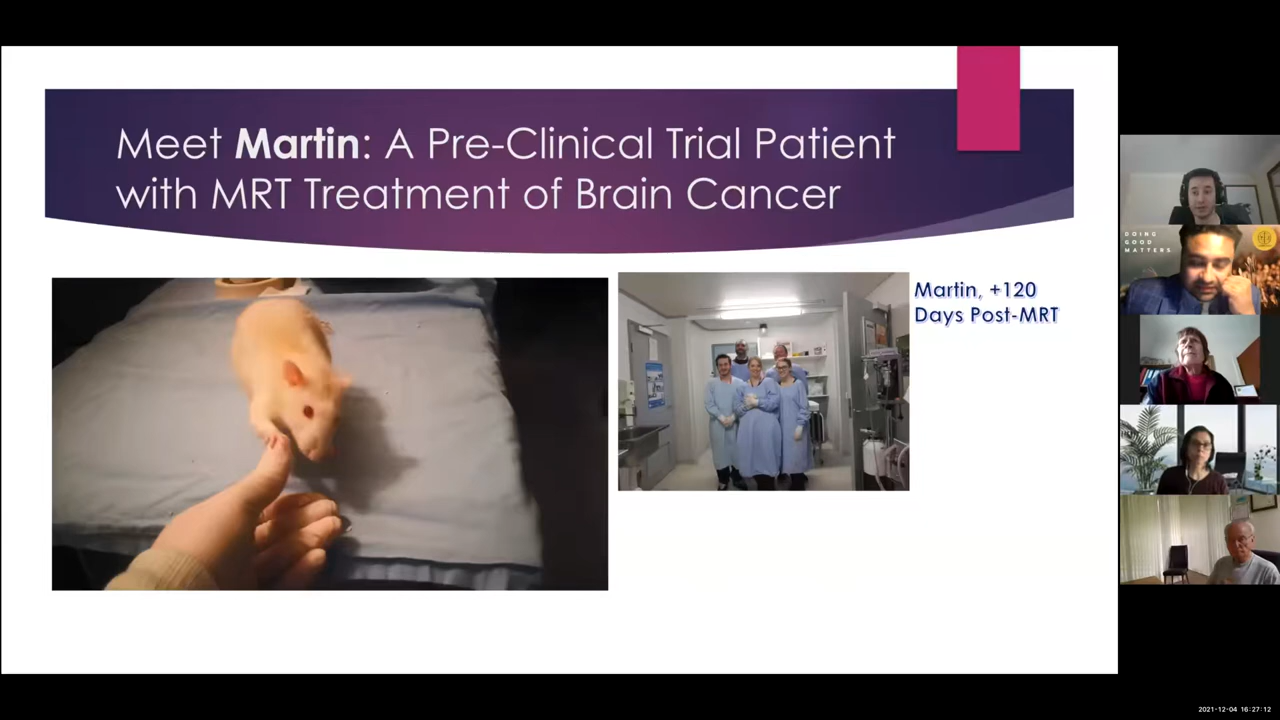 Meet Martin: A Pre-Clinical Trial Patient
with MRT Treatment of Brain Cancer
Martin, +120
Days Post-MRT
DOING
GOOD
MATTERS
2021-12-04 16:27:12